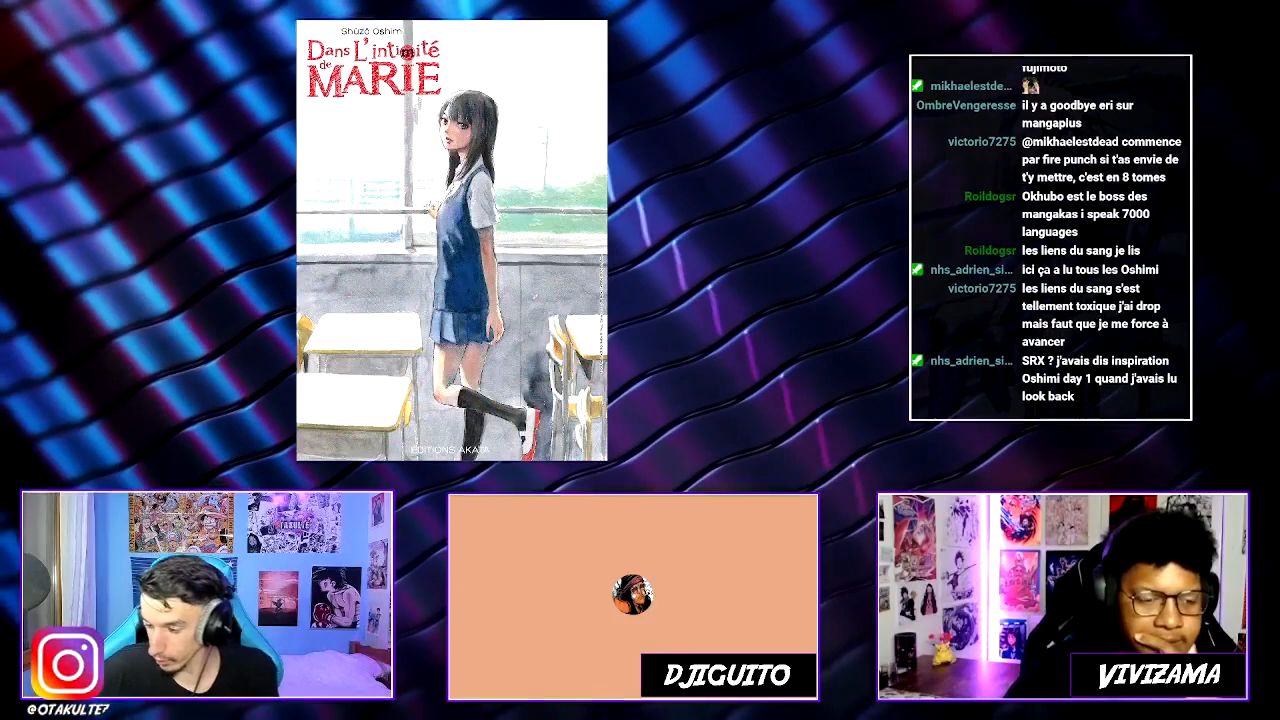 Shūzō Oshimi
Dans L'intimité
de
MARIE
EDITIONS AKATA
fujimoto
mikhaelestde...
OmbreVengeresse il y a goodbye eri sur
mangaplus
victorlo7275 @mikhaelestdead commence
par fire punch si t'as envie de
t'y mettre, c'est en 8 tomes
Roildogsr Okhubo est le boss des
mangakas i speak 7000
languages
Roildogsr les liens du sang je lis
nhs_adrien_si... Ici ça a lu tous les Oshimi
victorio7275 les liens du sang s'est
tellement toxique j'ai drop
mais faut que je me force à
avancer
nhs_adrien_si... SRX ? j'avais dis inspiration
Oshimi day 1 quand j'avais lu
look back
OTAKULTE
@OTAKULTE7
DJIGUITO
VIVIZAMA